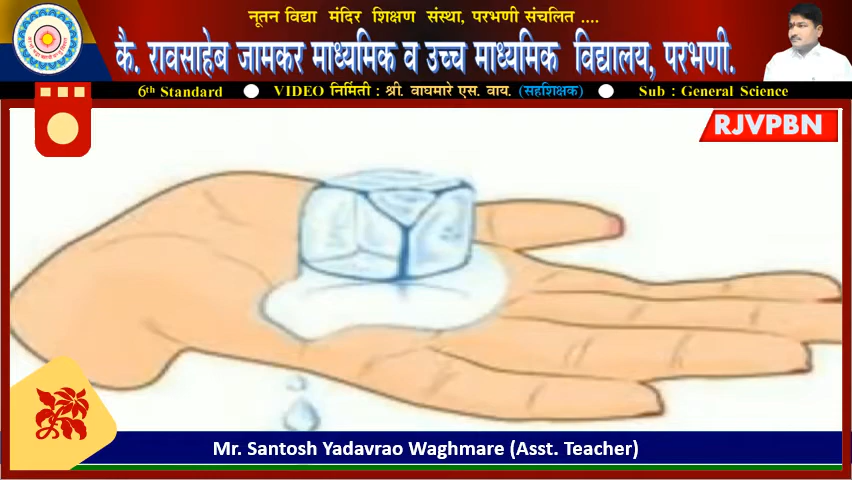 नूतन विद्या मंदिर शिक्षण संस्था, परभणी संचलित ....
कै. रावसाहेब जामकर माध्यमिक व उच्च माध्यमिक विद्यालय, परभणी.
6th Standard ● VIDEO निर्मिती : श्री. वाघमारे एस. वाय. (सहशिक्षक) ● Sub : General Science
RJVPBN
Mr. Santosh Yadavrao Waghmare (Asst. Teacher)